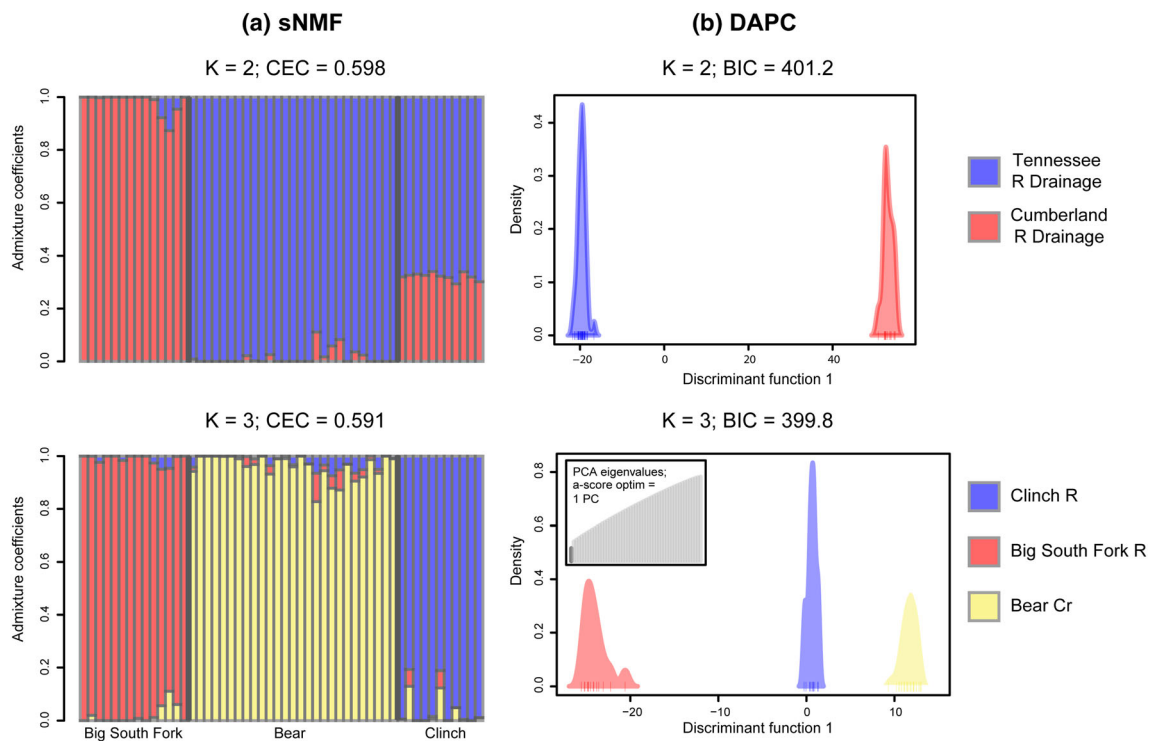 (a) sNMF
(b) DAPC
K = 2; CEC = 0.598
K = 2; BIC = 401.2
Admixture coefficients
1.0
0.8
0.6
0.4
0.2
0.0
Density
0.4
0.3
0.2
0.1
0.0
−20
0
20
40
Discriminant function 1
Tennessee
R Drainage
Cumberland
R Drainage
K = 3; CEC = 0.591
K = 3; BIC = 399.8
Admixture coefficients
1.0
0.8
0.6
0.4
0.2
0.0
Big South Fork
Bear
Clinch
Density
0.8
0.6
0.4
0.2
0.0
PCA eigenvalues;
a-score optim =
1 PC
−20
−10
0
10
Discriminant function 1
Clinch R
Big South Fork R
Bear Cr